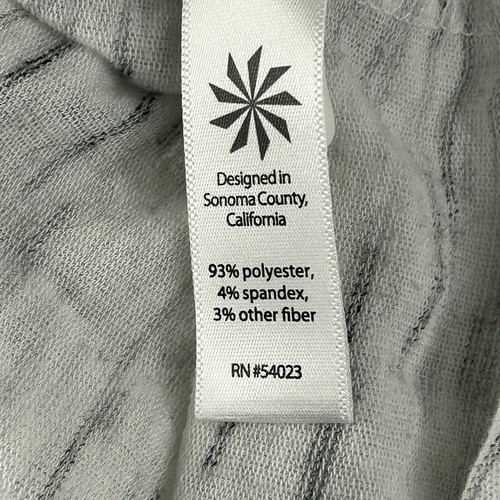 Designed in
Sonoma County,
California
93% polyester,
4% spandex,
3% other fiber
RN #54023